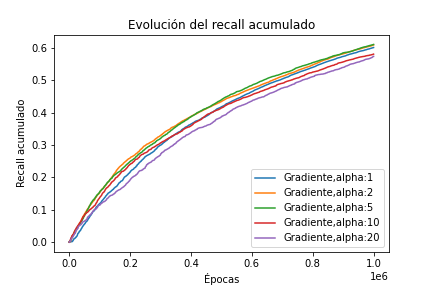 Evolución del recall acumulado
Recall acumulado
0.6
0.5
0.4
0.3
0.2
0.1
0.0
Gradiente,alpha:1
Gradiente,alpha:2
Gradiente,alpha:5
Gradiente,alpha:10
Gradiente,alpha:20
0.0 0.2 0.4 0.6 0.8 1.0
1e6
Épocas